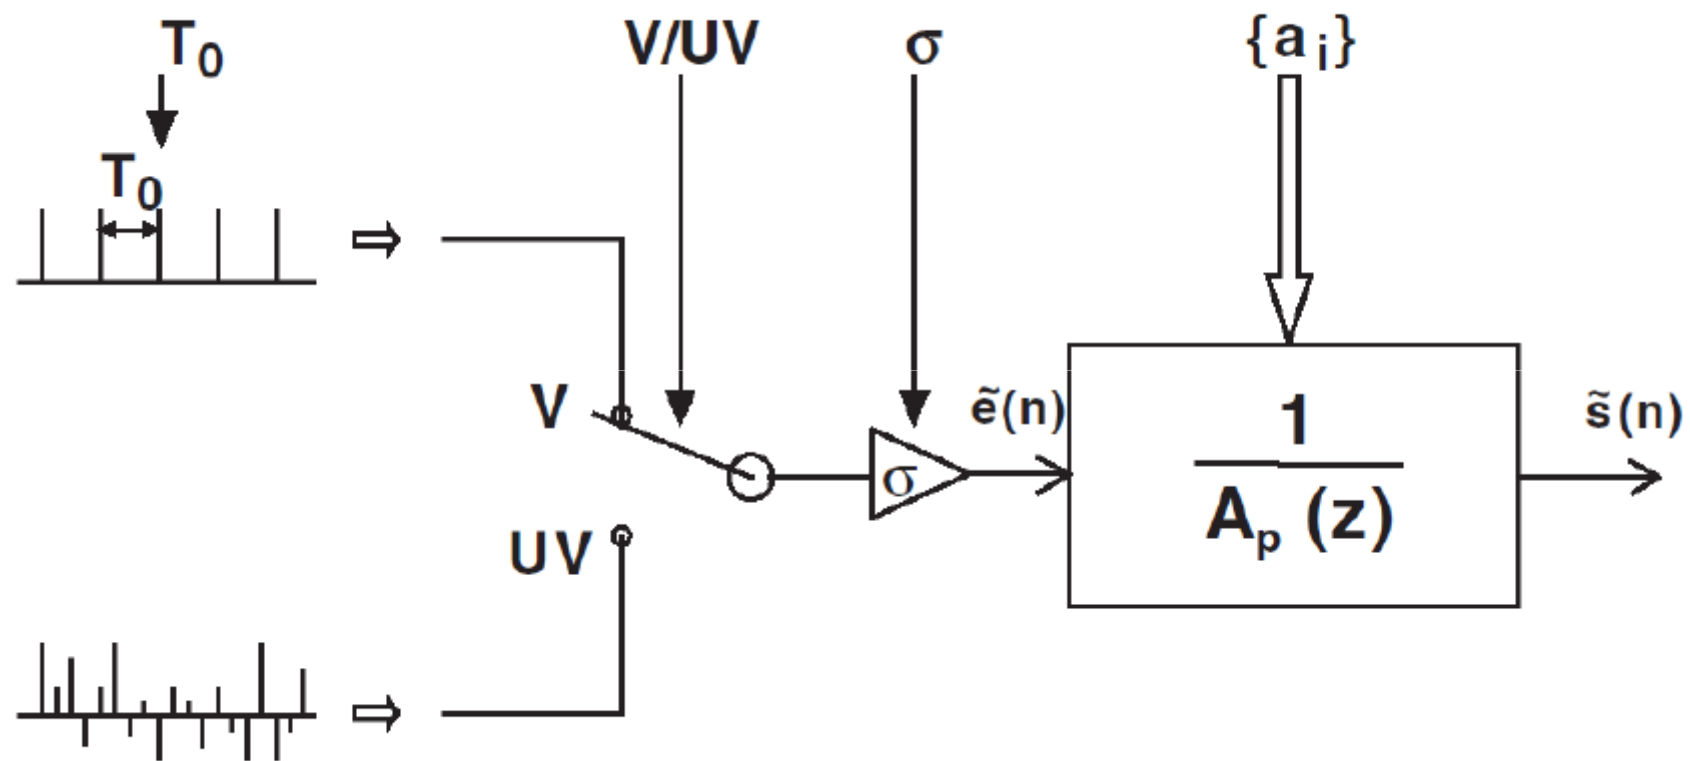 T0 V/UV σ {ai}
T0
V
σ
ẽ(n)
1
Ap (z)
s̃(n)
UV